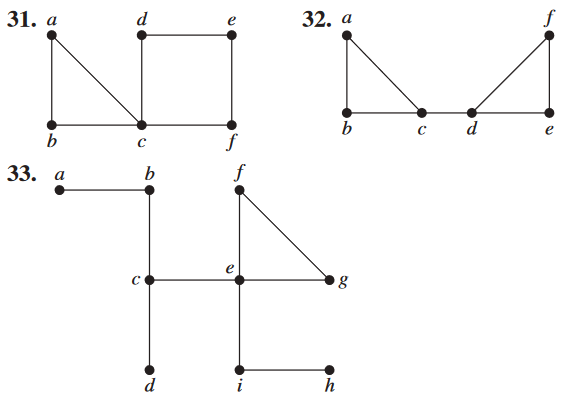 31. a d e
b c f
32. a f
b c d e
33. a b f
c e g
d i h